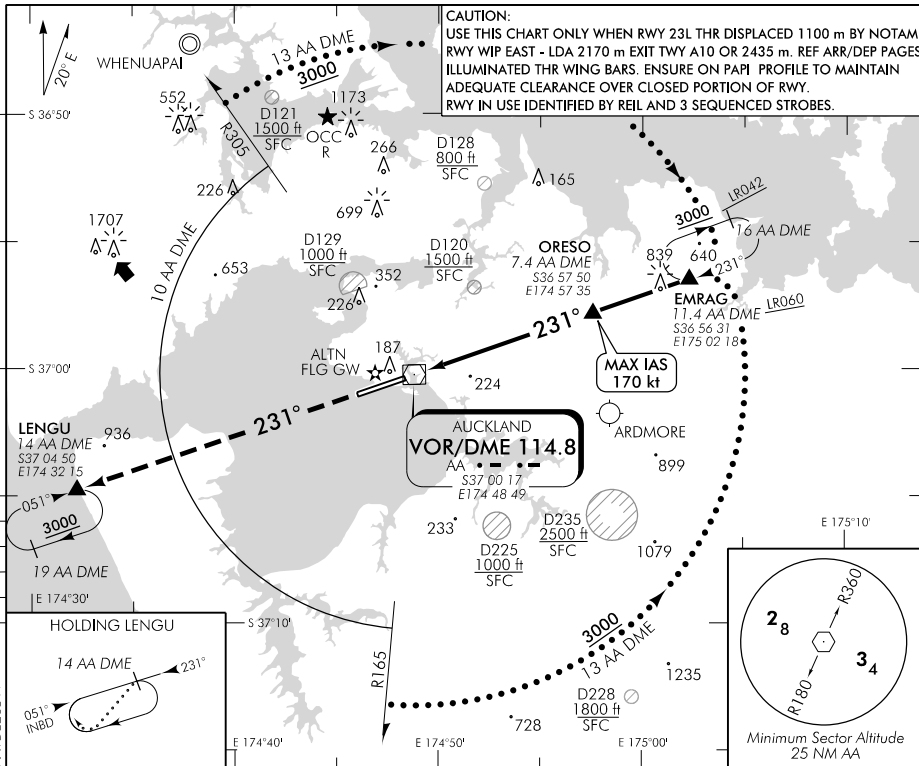 CAUTION:
USE THIS CHART ONLY WHEN RWY 23L THR DISPLACED 1100 m BY NOTAM
RWY WIP EAST - LDA 2170 m EXIT TWY A10 OR 2435 m. REF ARR/DEP PAGES
ILLUMINATED THR WING BARS. ENSURE ON PAPI PROFILE TO MAINTAIN
ADEQUATE CLEARANCE OVER CLOSED PORTION OF RWY.
RWY IN USE IDENTIFIED BY REIL AND 3 SEQUENCED STROBES.
20° E
WHENUAPAI
13 AA DME
3000
S 36°50
552
R305
D121
1500 ft
SFC
1173
OCC
R
266
D128
800 ft
SFC
165
226
699
LR042
3000
16 AA DME
1707
10 AA DME
653
D129
1000 ft
SFC
352
226
D120
1500 ft
SFC
ORESO
7.4 AA DME
S36 57 50
E174 57 35
839
640
231°
EMRAG
11.4 AA DME
S36 56 31
E175 02 18
LR060
231°
S 37°00
ALTN
FLG GW
187
224
MAX IAS
170 kt
ARDMORE
231°
AUCKLAND
VOR/DME 114.8
AA
S37 00 17
E174 48 49
LENGU
14 AA DME
S37 04 50
E174 32 15
936
051°
3000
19 AA DME
E 174°30
899
233
D225
1000 ft
SFC
D235
2500 ft
SFC
1079
E 175°10
HOLDING LENGU
14 AA DME
231°
051°
INBD
S 37°10
R165
3000
13 AA DME
D228
1800 ft
SFC
1235
728
E 174°40
E 174°50
E 175°00
R360
2 8
3 4
R180
Minimum Sector Altitude
25 NM AA